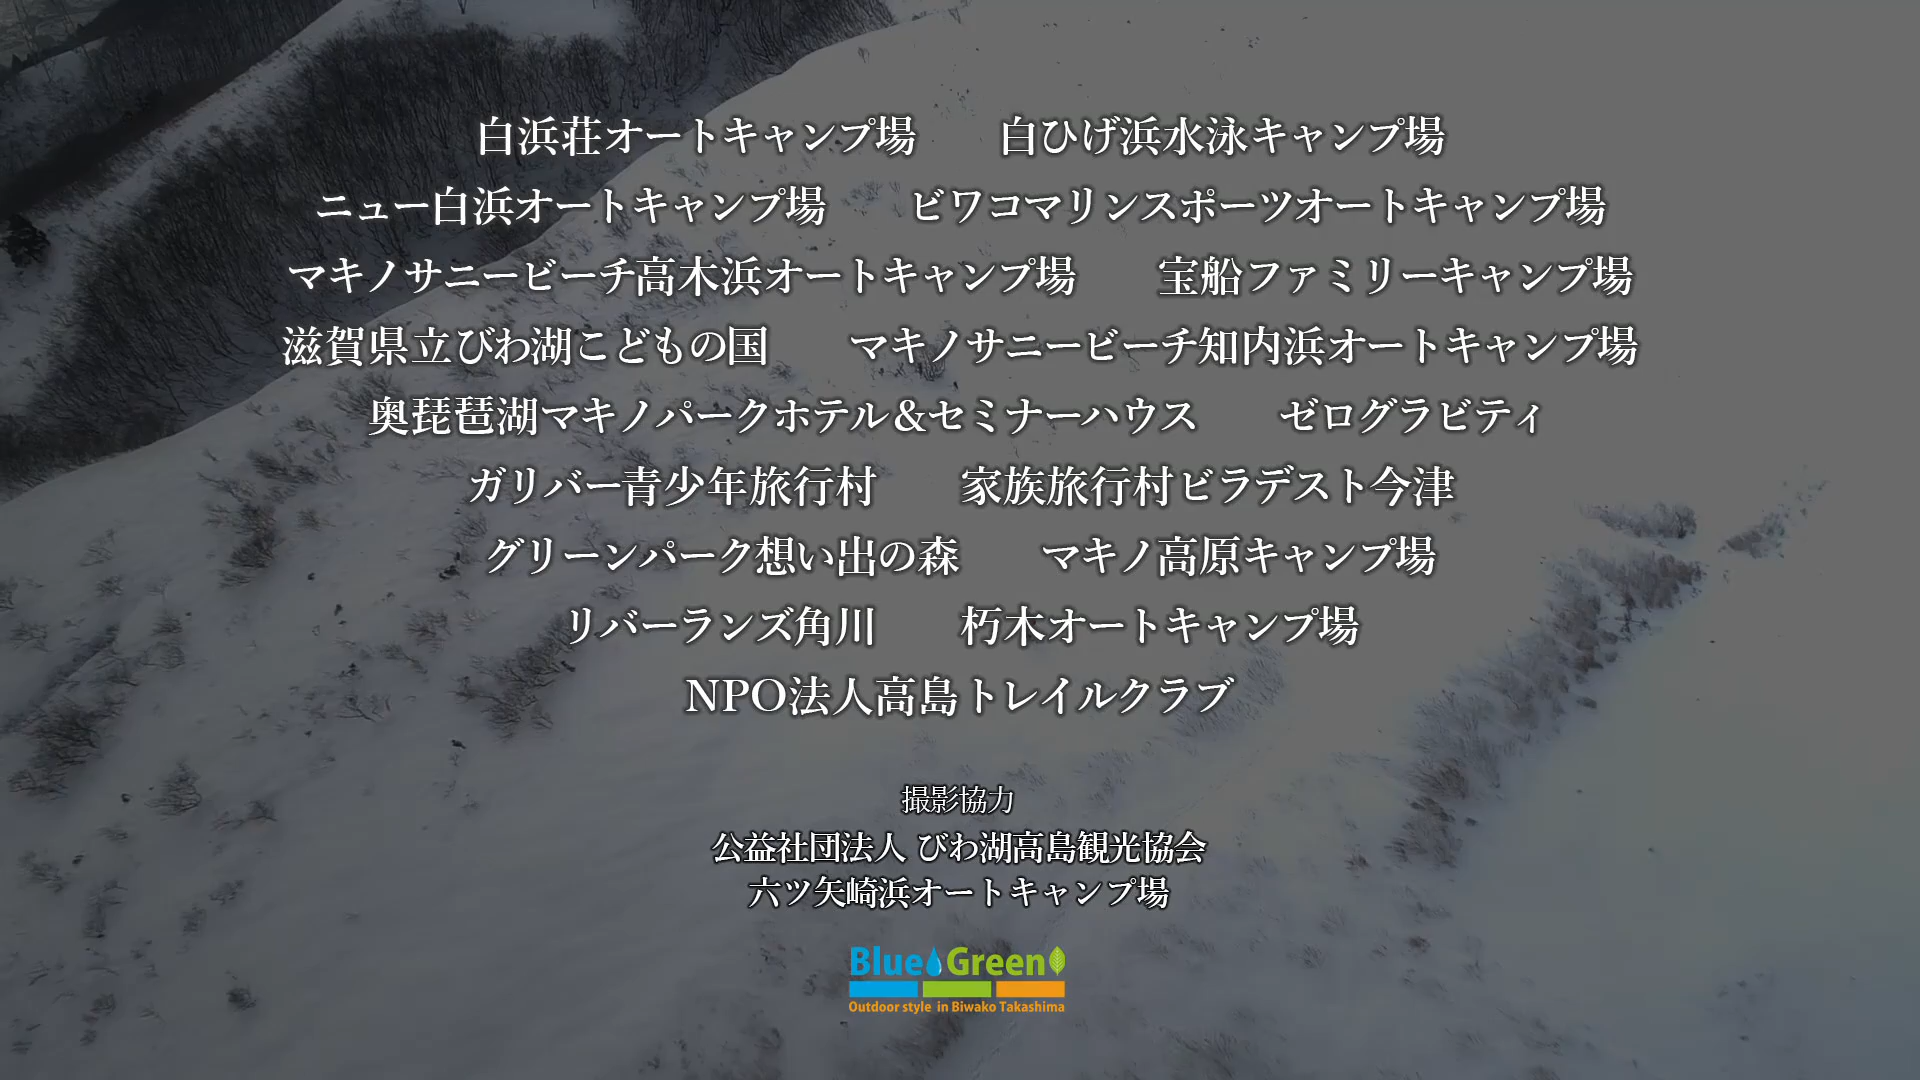 白浜荘オートキャンプ場　　白ひげ浜水泳キャンプ場
ニュー白浜オートキャンプ場　　ビワコマリンスポーツオートキャンプ場
マキノサニービーチ高木浜オートキャンプ場　　宝船ファミリーキャンプ場
滋賀県立びわ湖こどもの国　　マキノサニービーチ知内浜オートキャンプ場
奥琵琶湖マキノパークホテル＆セミナーハウス　　ゼログラビティ
ガリバー青少年旅行村　　家族旅行村ビラデスト今津
グリーンパーク想い出の森　　マキノ高原キャンプ場
リバーランズ角川　　朽木オートキャンプ場
NPO法人高島トレイルクラブ
撮影協力
公益社団法人 びわ湖高島観光協会
六ツ矢崎浜オートキャンプ場
Blue Green
Outdoor style in Biwako Takashima